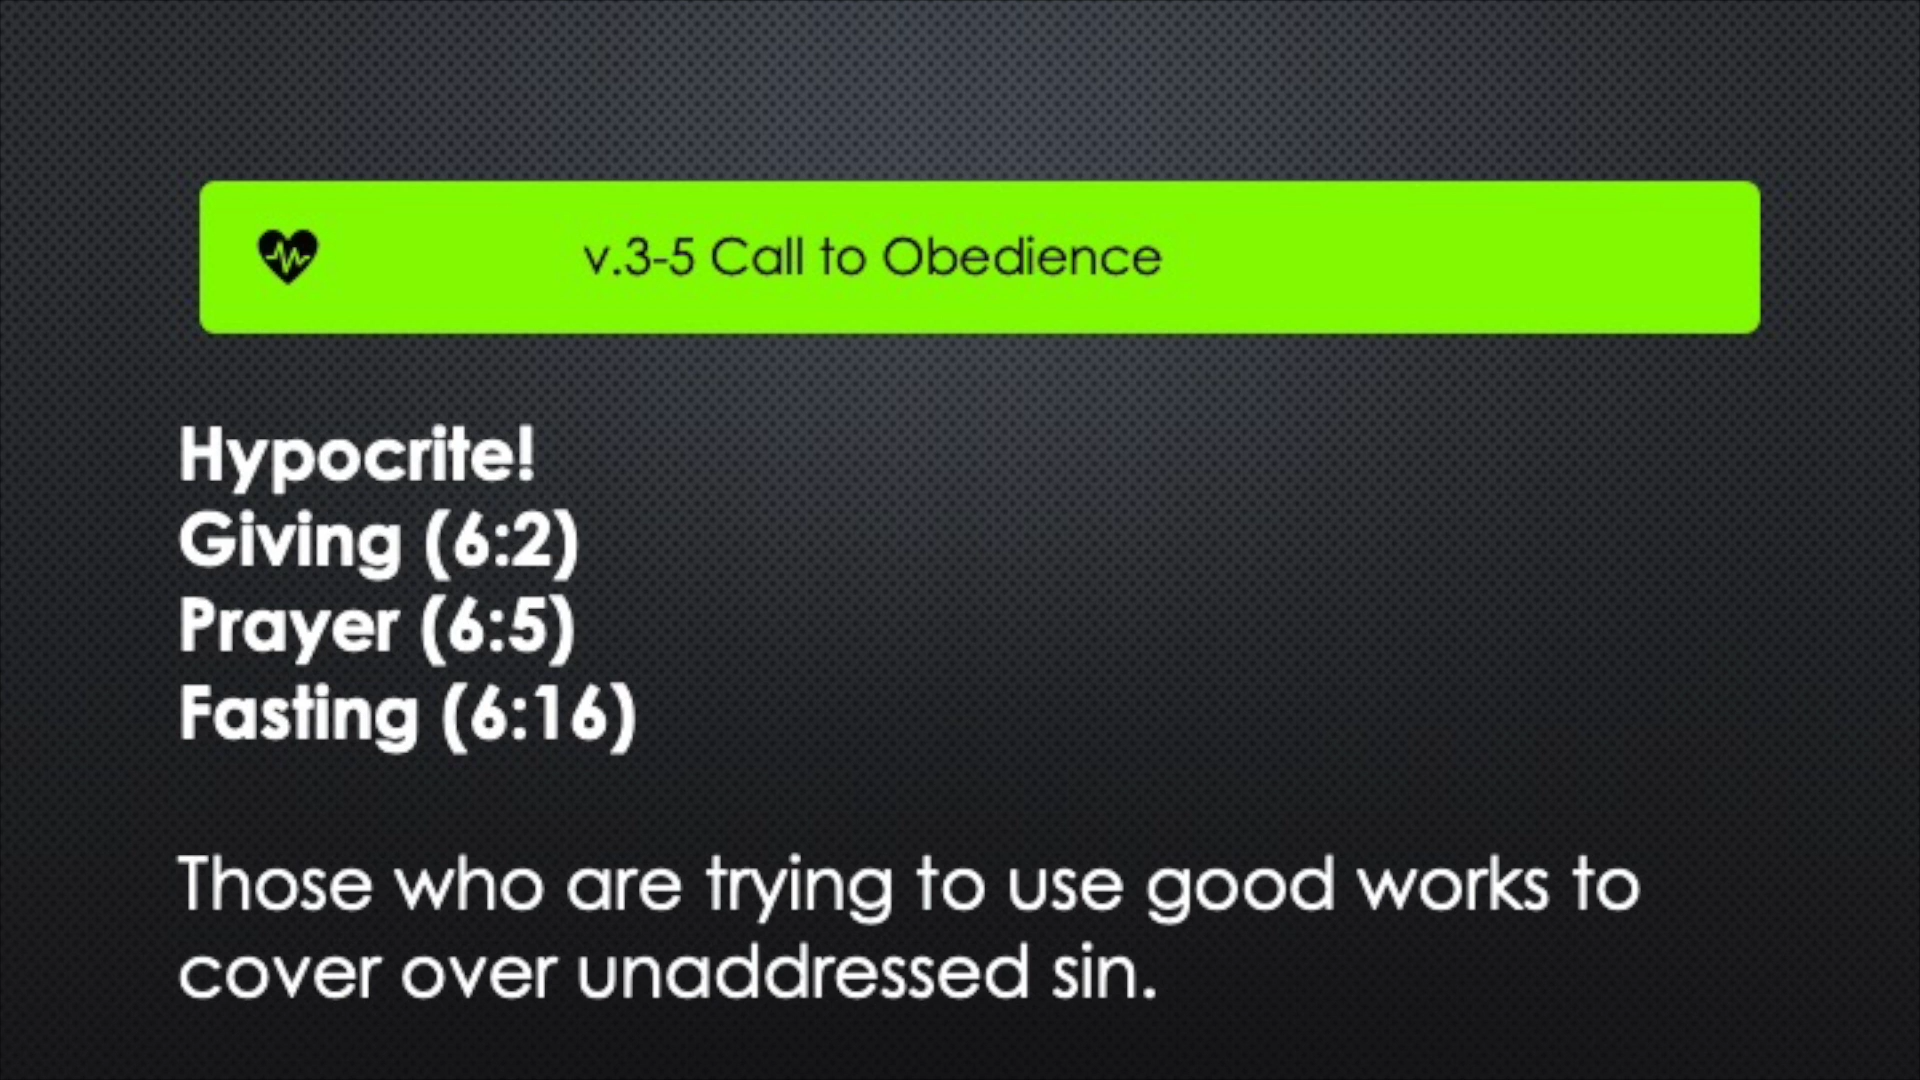 v.3-5 Call to Obedience
Hypocrite!
Giving (6:2)
Prayer (6:5)
Fasting (6:16)
Those who are trying to use good works to
cover over unaddressed sin.